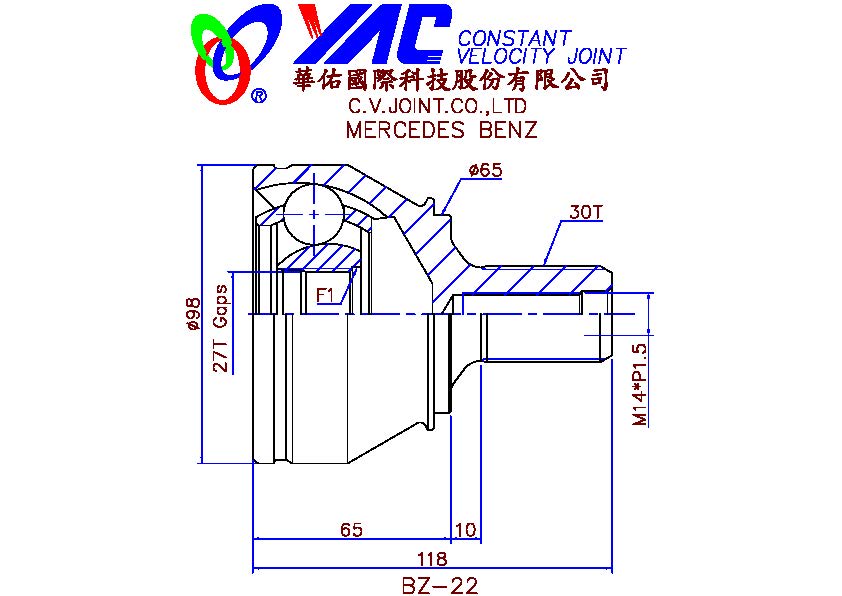 YAC CONSTANT
VELOCITY JOINT
®
華佑國際科技股份有限公司
C.V.JOINT.CO.,LTD
MERCEDES BENZ
ø65
30T
F1
ø98
27T Gaps
M14*P1.5
65
10
118
BZ-22